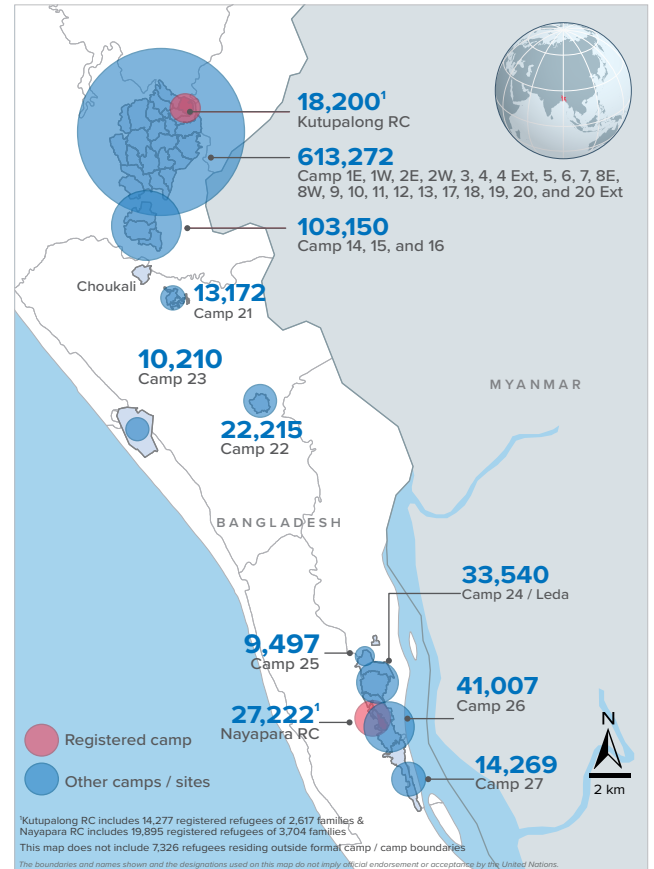 18,200¹
Kutupalong RC
613,272
Camp 1E, 1W, 2E, 2W, 3, 4, 4 Ext, 5, 6, 7, 8E,
8W, 9, 10, 11, 12, 13, 17, 18, 19, 20, and 20 Ext
103,150
Camp 14, 15, and 16
Choukali
13,172
Camp 21
10,210
Camp 23
MYANMAR
22,215
Camp 22
BANGLADESH
33,540
Camp 24 / Leda
9,497
Camp 25
41,007
Camp 26
27,222¹
Nayapara RC
N
Registered camp
14,269
Camp 27
Other camps / sites
2 km
¹Kutupalong RC includes 14,277 registered refugees of 2,617 families &
Nayapara RC includes 19,895 registered refugees of 3,704 families
This map does not include 7,326 refugees residing outside formal camp / camp boundaries
The boundaries and names shown and the designations used on this map do not imply official endorsement or acceptance by the United Nations.